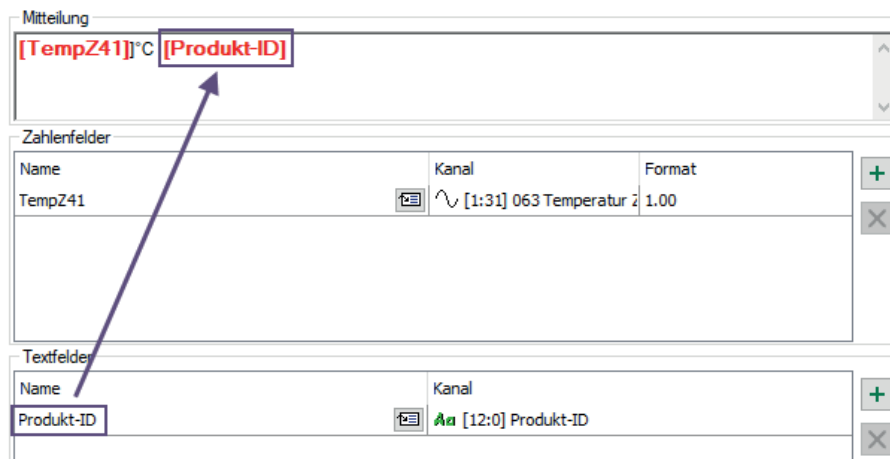 Mitteilung
[TempZ41]]°C [Produkt-ID]
Zahlenfelder
Name Kanal Format
TempZ41 [1:31] 063 Temperatur Z 1.00
Textfelder
Name Kanal
Produkt-ID Aa [12:0] Produkt-ID